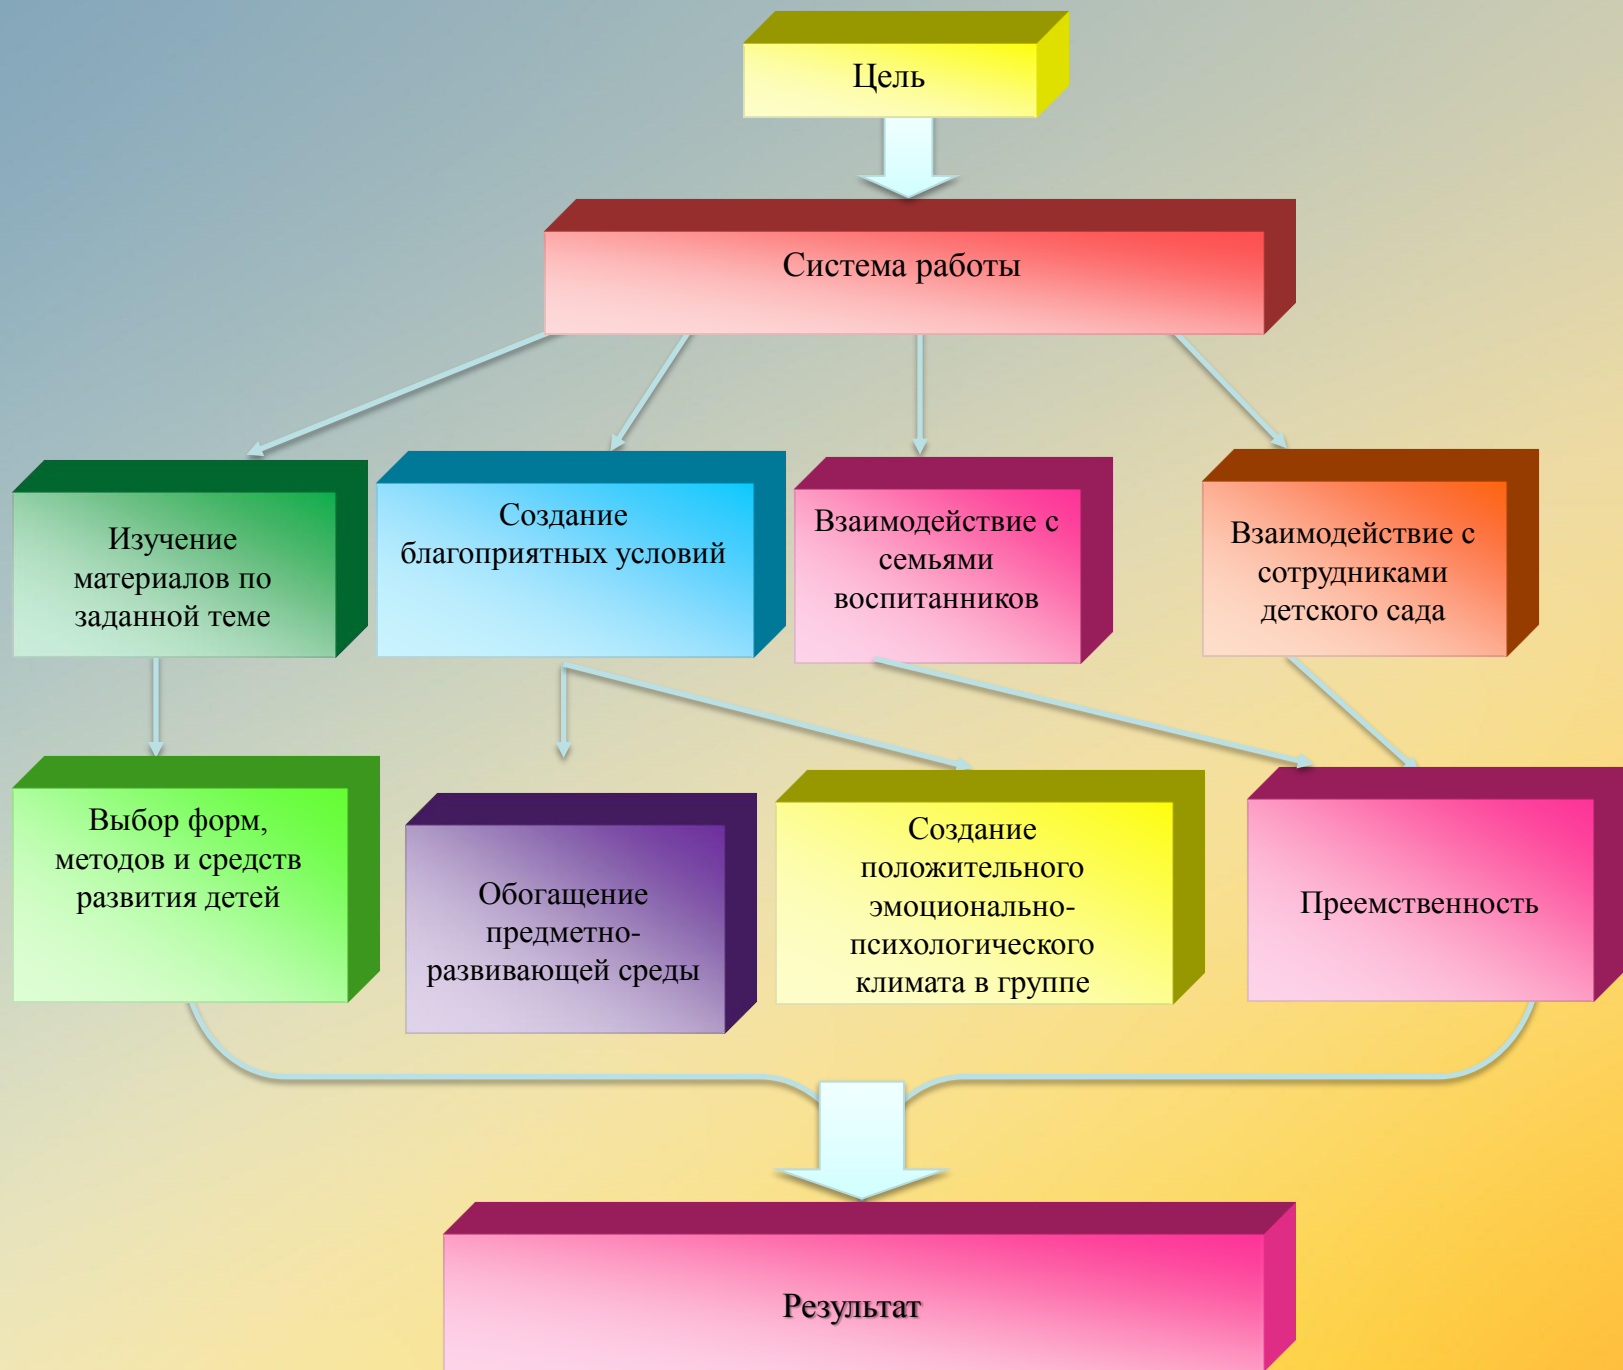 Цель
Система работы
Изучение
материалов по
заданной теме
Создание
благоприятных условий
Взаимодействие с
семьями
воспитанников
Взаимодействие с
сотрудниками
детского сада
Выбор форм,
методов и средств
развития детей
Обогащение
предметно-
развивающей среды
Создание
положительного
эмоционально-
психологического
климата в группе
Преемственность
Результат